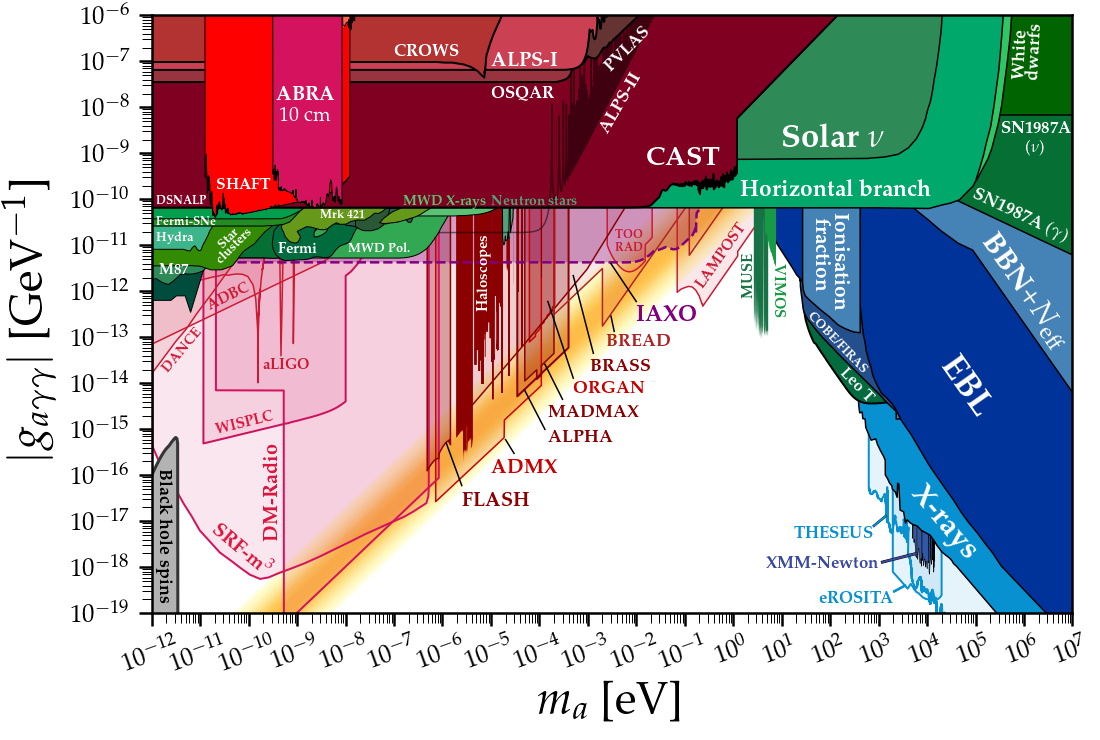 10⁻⁶
10⁻⁷
10⁻⁸
10⁻⁹
10⁻¹⁰
10⁻¹¹
10⁻¹²
10⁻¹³
10⁻¹⁴
10⁻¹⁵
10⁻¹⁶
10⁻¹⁷
10⁻¹⁸
10⁻¹⁹
|g_{aγγ}| [GeV⁻¹]
CROWS
ALPS-I
OSQAR
PVLAS
ALPS-II
ABRA
10 cm
SHAFT
CAST
Solar ν
Horizontal branch
White
dwarfs
SN1987A
(ν)
SN1987A (γ)
DSNALP
Fermi-SNe
Hydra
M87
Star
clusters
Mrk 421
Fermi
MWD Pol.
MWD X-rays
Neutron stars
Haloscopes
TOO
RAD
LAMPOST
MUSE
VIMOS
Ionisation
fraction
BBN+N_{eff}
COBE/FIRAS
Leo T
EBL
X-rays
THESEUS
XMM-Newton
eROSITA
ADBC
DANCE
aLIGO
WISPLC
DM-Radio
SRF-m³
Black hole spins
IAXO
BREAD
BRASS
ORGAN
MADMAX
ALPHA
ADMX
FLASH
10⁻¹² 10⁻¹¹ 10⁻¹⁰ 10⁻⁹ 10⁻⁸ 10⁻⁷ 10⁻⁶ 10⁻⁵ 10⁻⁴ 10⁻³ 10⁻² 10⁻¹ 10⁰ 10¹ 10² 10³ 10⁴ 10⁵ 10⁶ 10⁷
m_a [eV]